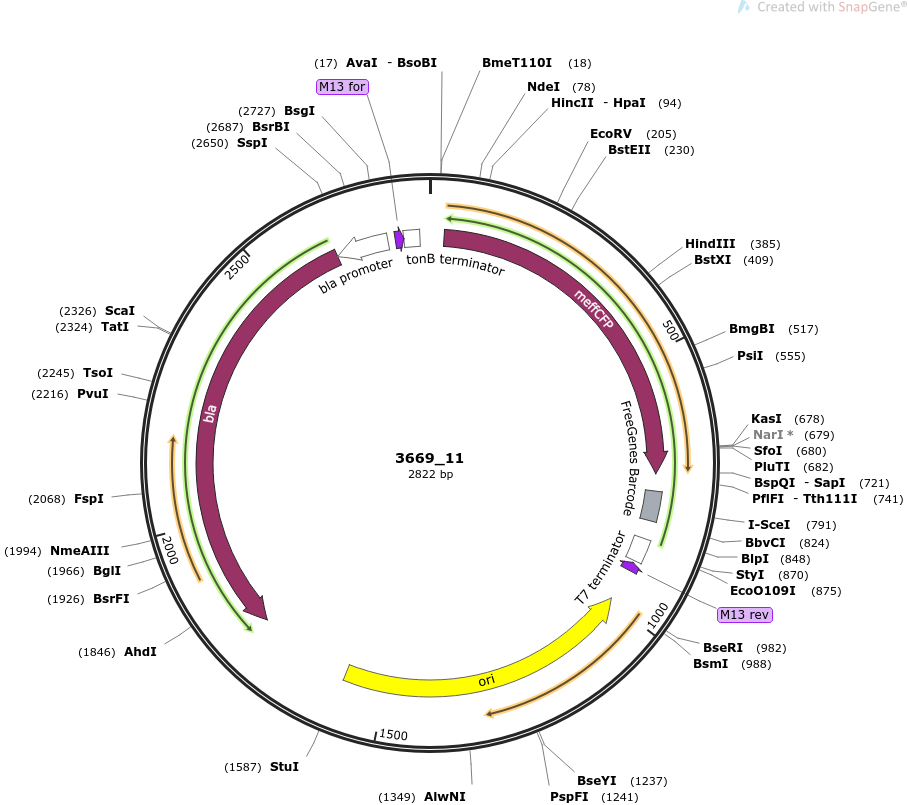 Created with SnapGene®
(17) AvaI - BsoBI
BmeT110I (18)
M13 for
NdeI (78)
HincII - HpaI (94)
(2727) BsgI
(2687) BsrBI
(2650) SspI
EcoRV (205)
BstEII (230)
HindIII (385)
BstXI (409)
bla promoter
tonB terminator
2500
meffCFP
500
(2326) ScaI
(2324) TatI
BmgBI (517)
PsiI (555)
(2245) TsoI
(2216) PvuI
bla
FreeGenes Barcode
KasI (678)
NarI * (679)
SfoI (680)
PluTI (682)
BspQI - SapI (721)
PflFI - Tth111I (741)
3669_11
2822 bp
(2068) FspI
I-SceI (791)
BbvCI (824)
BlpI (848)
StyI (870)
EcoO109I (875)
(1994) NmeAIII
(1966) BglI
(1926) BsrFI
2000
T7 terminator
M13 rev
1000
(1846) AhdI
BseRI (982)
BsmI (988)
ori
1500
(1587) StuI
(1349) AlwNI
BseYI (1237)
PspFI (1241)